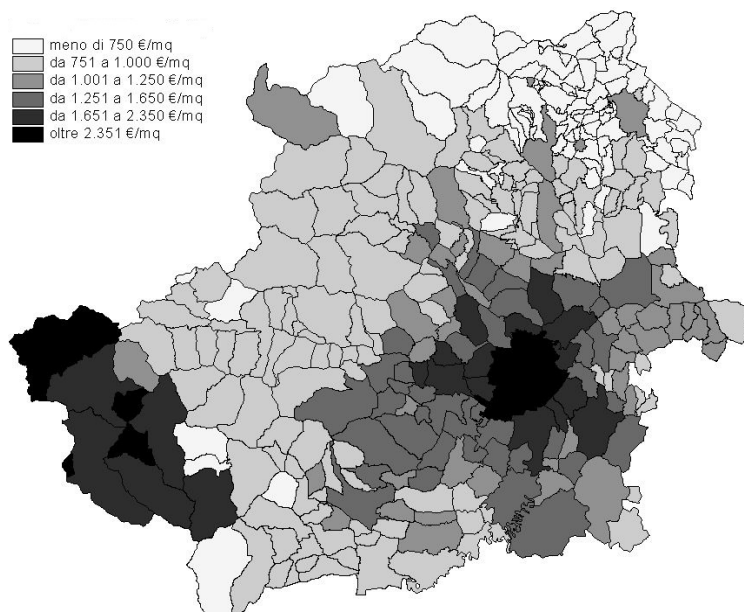 meno di 750 €/mq
da 751 a 1.000 €/mq
da 1.001 a 1.250 €/mq
da 1.251 a 1.650 €/mq
da 1.651 a 2.350 €/mq
oltre 2.351 €/mq